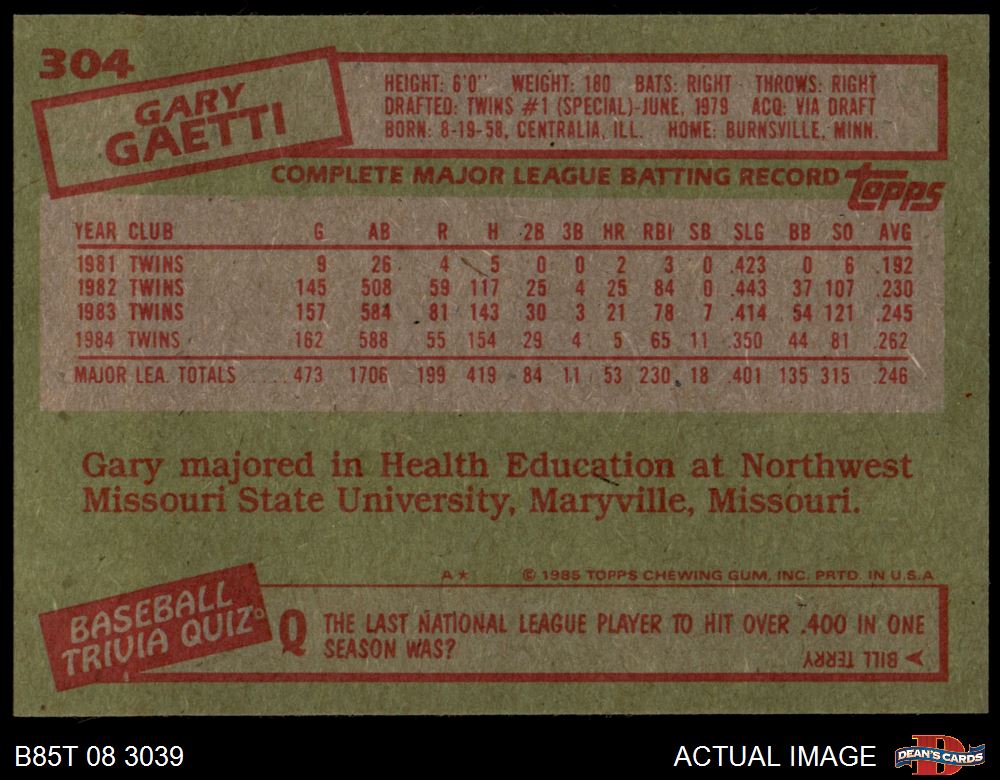 304
GARY
GAETTI
HEIGHT: 6'0" WEIGHT: 180 BATS: RIGHT THROWS: RIGHT
DRAFTED: TWINS #1 (SPECIAL)-JUNE, 1979 ACQ: VIA DRAFT
BORN: 8-19-58, CENTRALIA, ILL. HOME: BURNSVILLE, MINN.
COMPLETE MAJOR LEAGUE BATTING RECORD topps
YEAR CLUB G AB R H 2B 3B HR RBI SB SLG BB SO AVG
1981 TWINS 9 26 4 5 0 0 2 3 0 .423 0 6 .192
1982 TWINS 145 508 59 117 25 4 25 84 0 .443 37 107 .230
1983 TWINS 157 584 81 143 30 3 21 78 7 .414 54 121 .245
1984 TWINS 162 588 55 154 29 4 5 65 11 .350 44 81 .262
MAJOR LEA. TOTALS ..... 473 1706 199 419 84 11 53 230 18 .401 135 315 .246
Gary majored in Health Education at Northwest
Missouri State University, Maryville, Missouri.
A★ © 1985 TOPPS CHEWING GUM, INC. PRTD. IN U.S.A.
BASEBALL
TRIVIA QUIZ
Q THE LAST NATIONAL LEAGUE PLAYER TO HIT OVER .400 IN ONE
SEASON WAS?
BILL TERRY
B85T 08 3039
ACTUAL IMAGE
D
DEAN'S CARDS